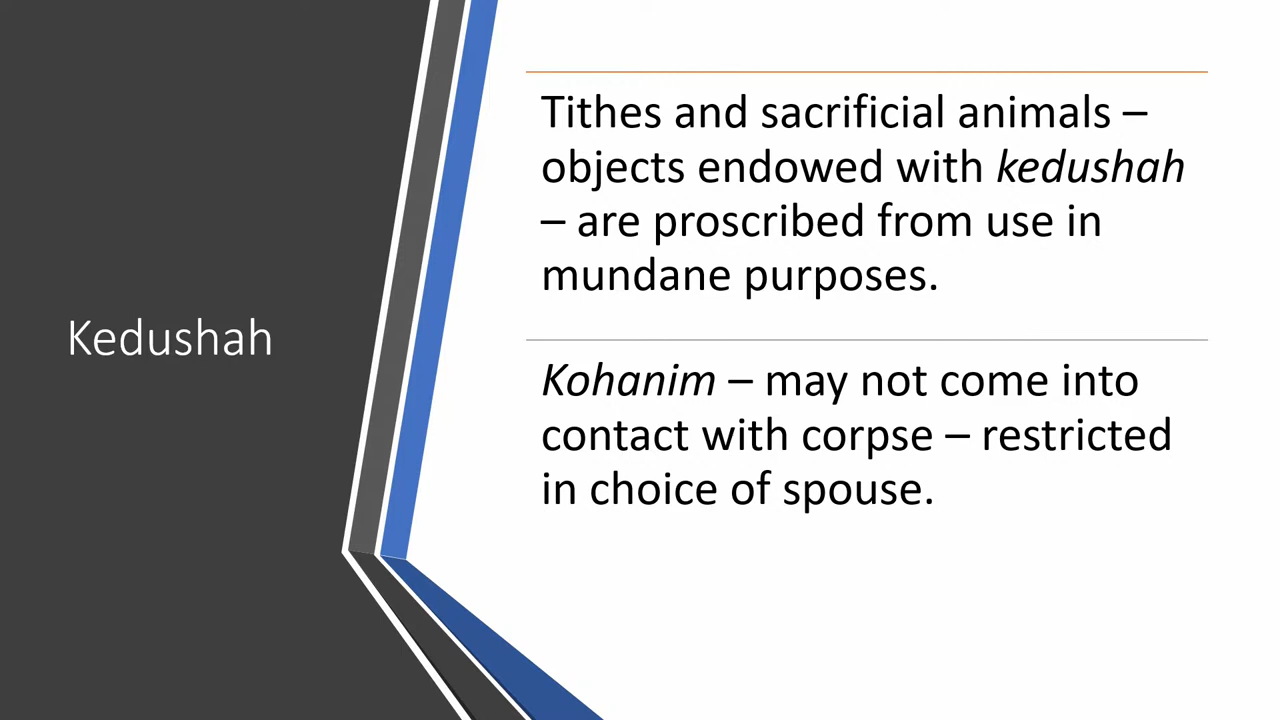 Kedushah
Tithes and sacrificial animals –
objects endowed with kedushah
– are proscribed from use in
mundane purposes.
Kohanim – may not come into
contact with corpse – restricted
in choice of spouse.